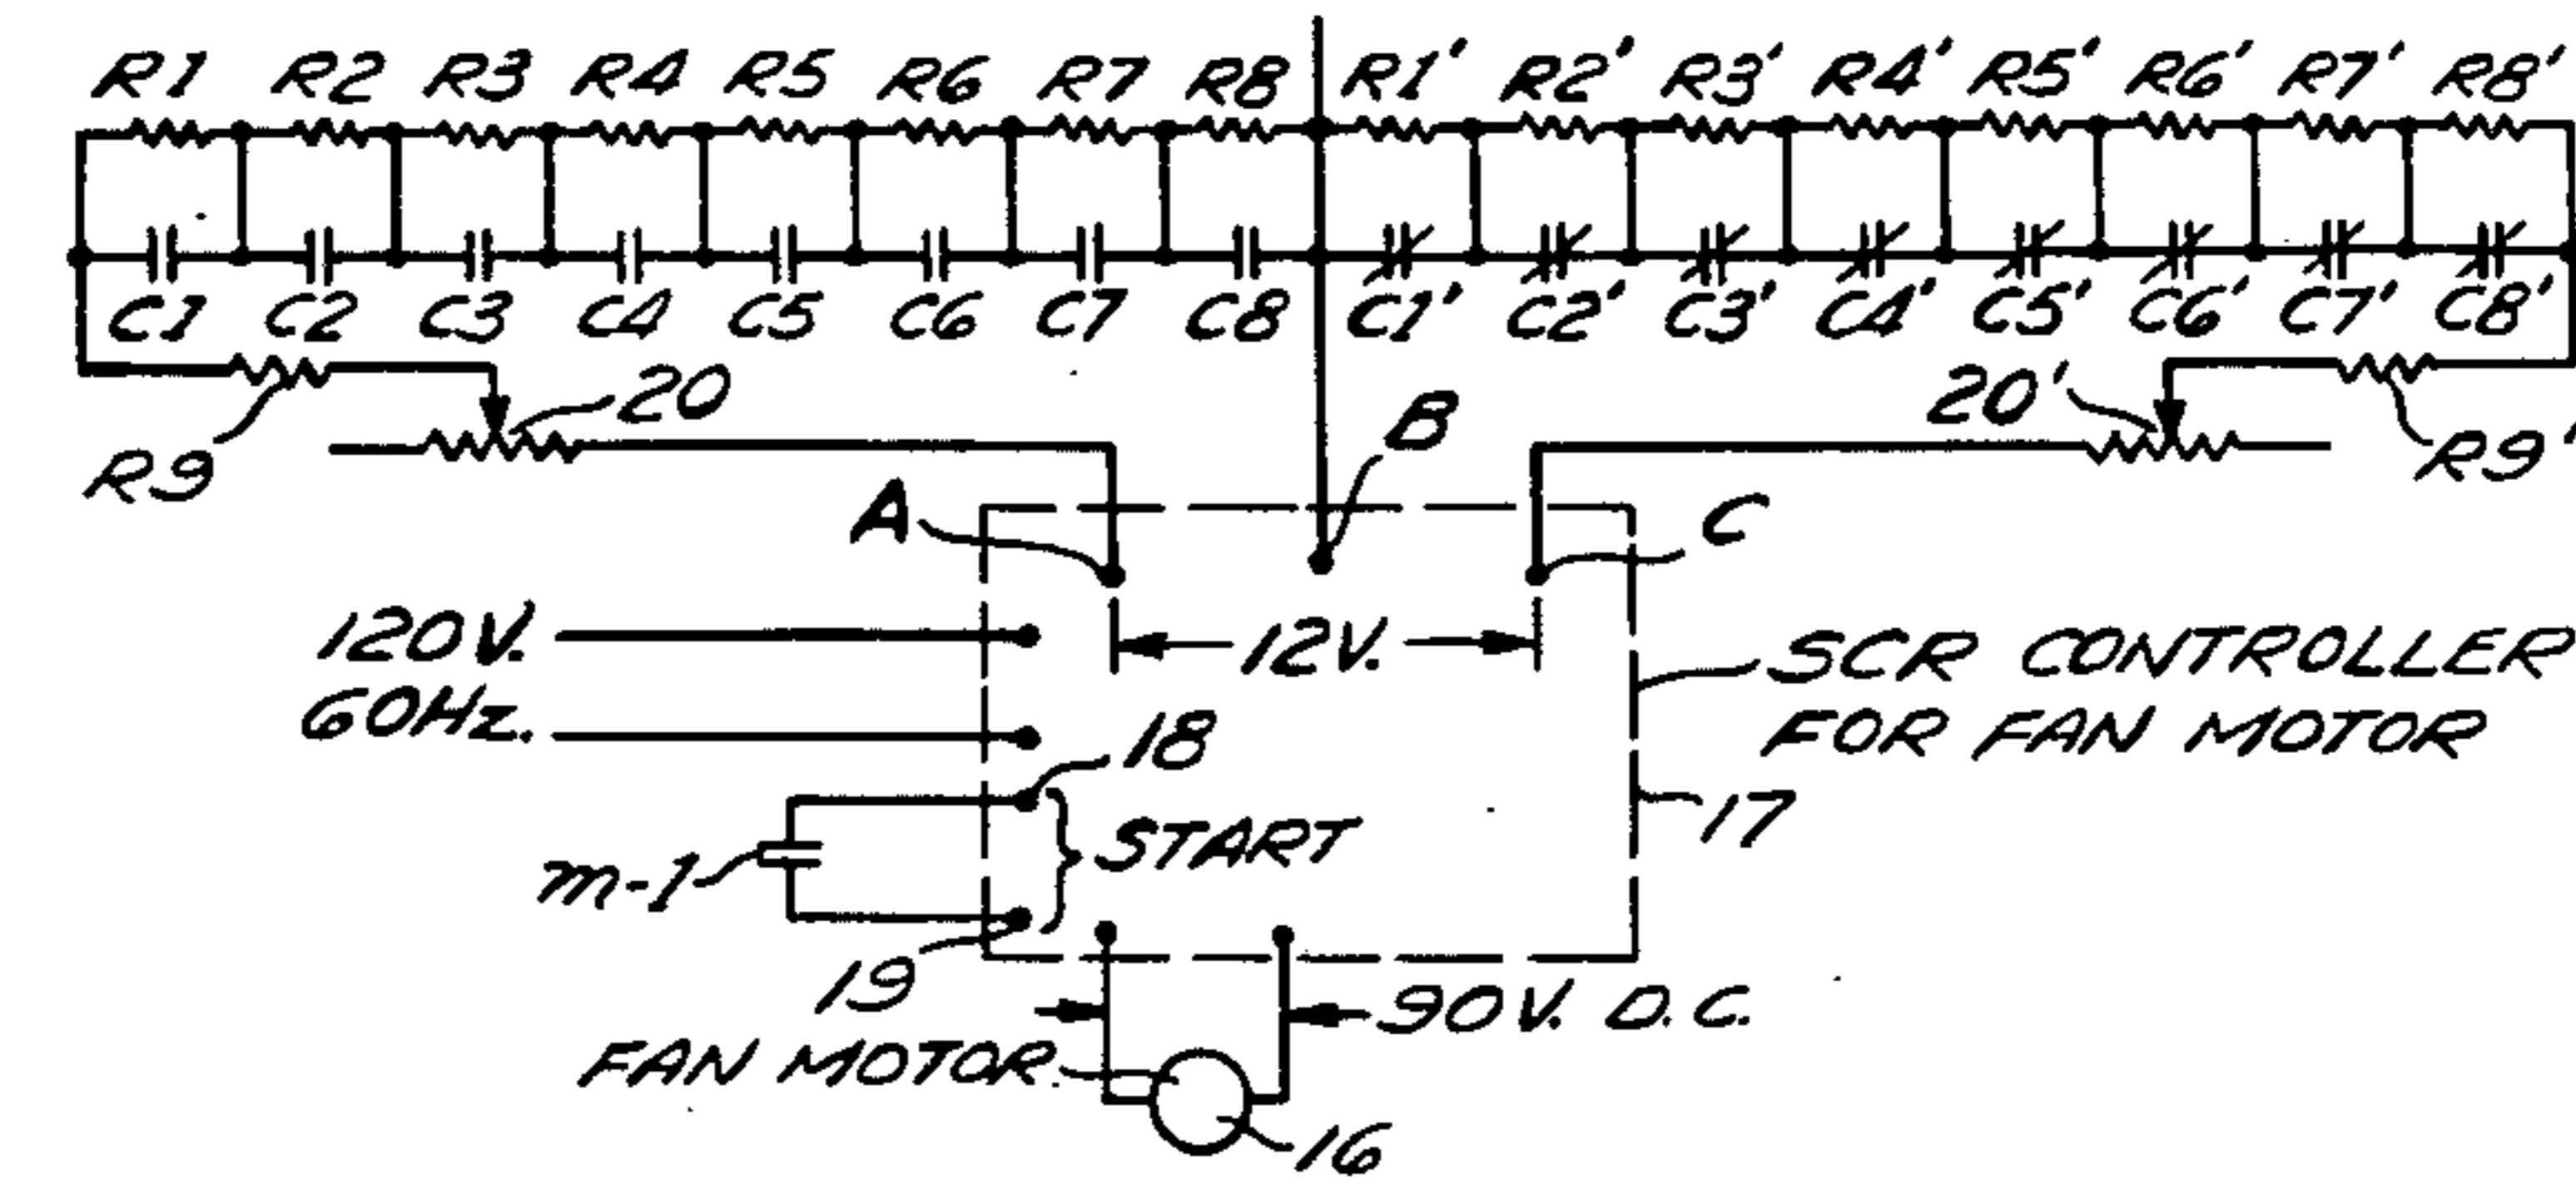 R1 R2 R3 R4 R5 R6 R7 R8 R1' R2' R3' R4' R5' R6' R7' R8'
C1 C2 C3 C4 C5 C6 C7 C8 C1' C2' C3' C4' C5' C6' C7' C8'
20 B 20'
R9 R9'
A C
120V. 12V. SCR CONTROLLER
60Hz. 18 FOR FAN MOTOR
m-1 START 17
19 90V. D.C.
FAN MOTOR
16